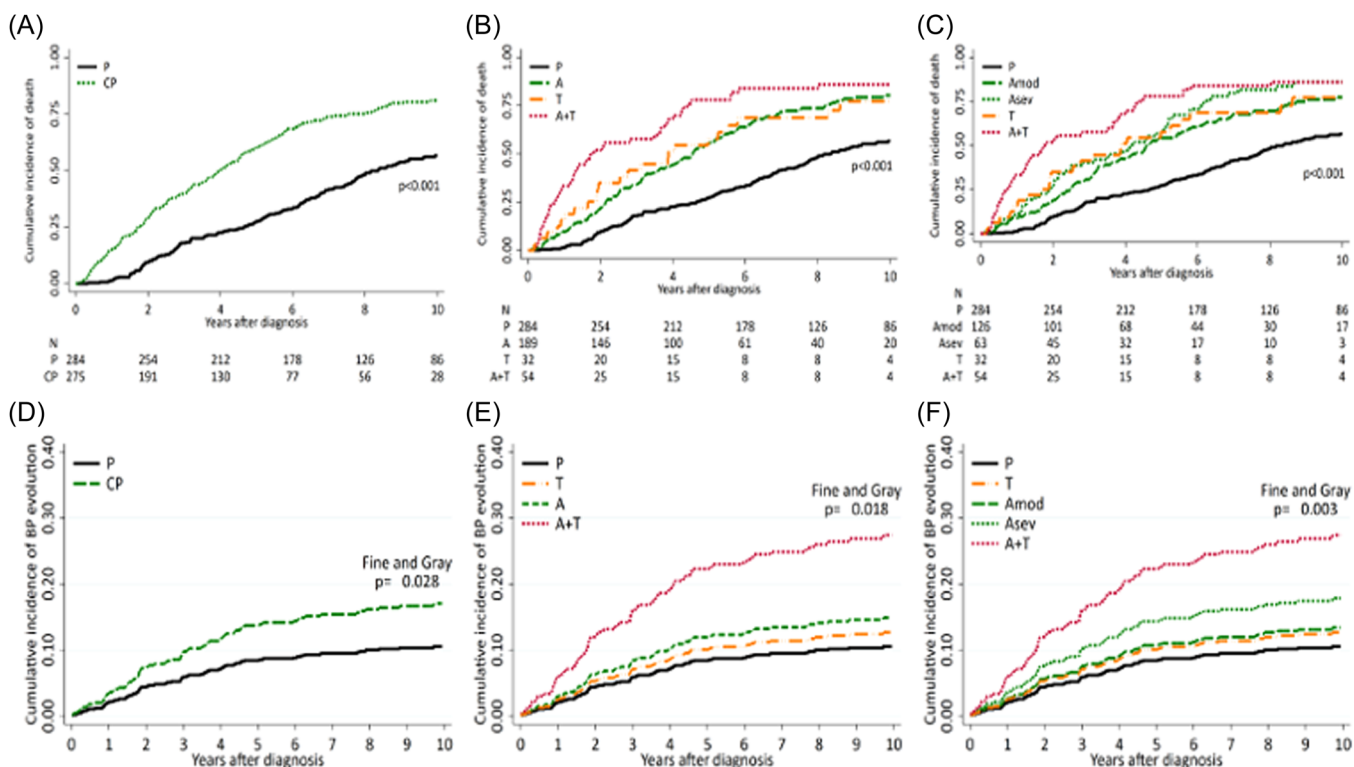 (A)
Cumulative incidence of death
1.00
0.75
0.50
0.25
0.00
P
CP
p<0.001
0 2 4 6 8 10
Years after diagnosis
N
P 284 254 212 178 126 86
CP 275 191 130 77 56 28
(B)
Cumulative incidence of death
1.00
0.75
0.50
0.25
0.00
P
A
T
A+T
p<0.001
0 2 4 6 8 10
Years after diagnosis
N
P 284 254 212 178 126 86
A 189 146 100 61 40 20
T 32 20 15 8 8 4
A+T 54 25 15 8 8 4
(C)
Cumulative incidence of death
1.00
0.75
0.50
0.25
0.00
P
Amod
Asev
T
A+T
p<0.001
0 2 4 6 8 10
Years after diagnosis
N
P 284 254 212 178 126 86
Amod 126 101 68 44 30 17
Asev 63 45 32 17 10 3
T 32 20 15 8 8 4
A+T 54 25 15 8 8 4
(D)
Cumulative incidence of BP evolution
0.40
0.30
0.20
0.10
0.00
P
CP
Fine and Gray
p= 0.028
0 1 2 3 4 5 6 7 8 9 10
Years after diagnosis
(E)
Cumulative incidence of BP evolution
0.40
0.30
0.20
0.10
0.00
P
T
A
A+T
Fine and Gray
p= 0.018
0 1 2 3 4 5 6 7 8 9 10
Years after diagnosis
(F)
Cumulative incidence of BP evolution
0.40
0.30
0.20
0.10
0.00
P
T
Amod
Asev
A+T
Fine and Gray
p= 0.003
0 1 2 3 4 5 6 7 8 9 10
Years after diagnosis